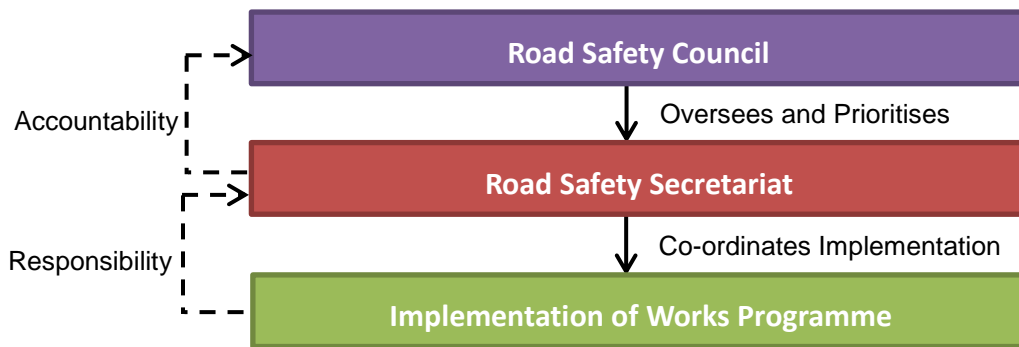 Road Safety Council
Accountability
Oversees and Prioritises
Road Safety Secretariat
Co-ordinates Implementation
Responsibility
Implementation of Works Programme